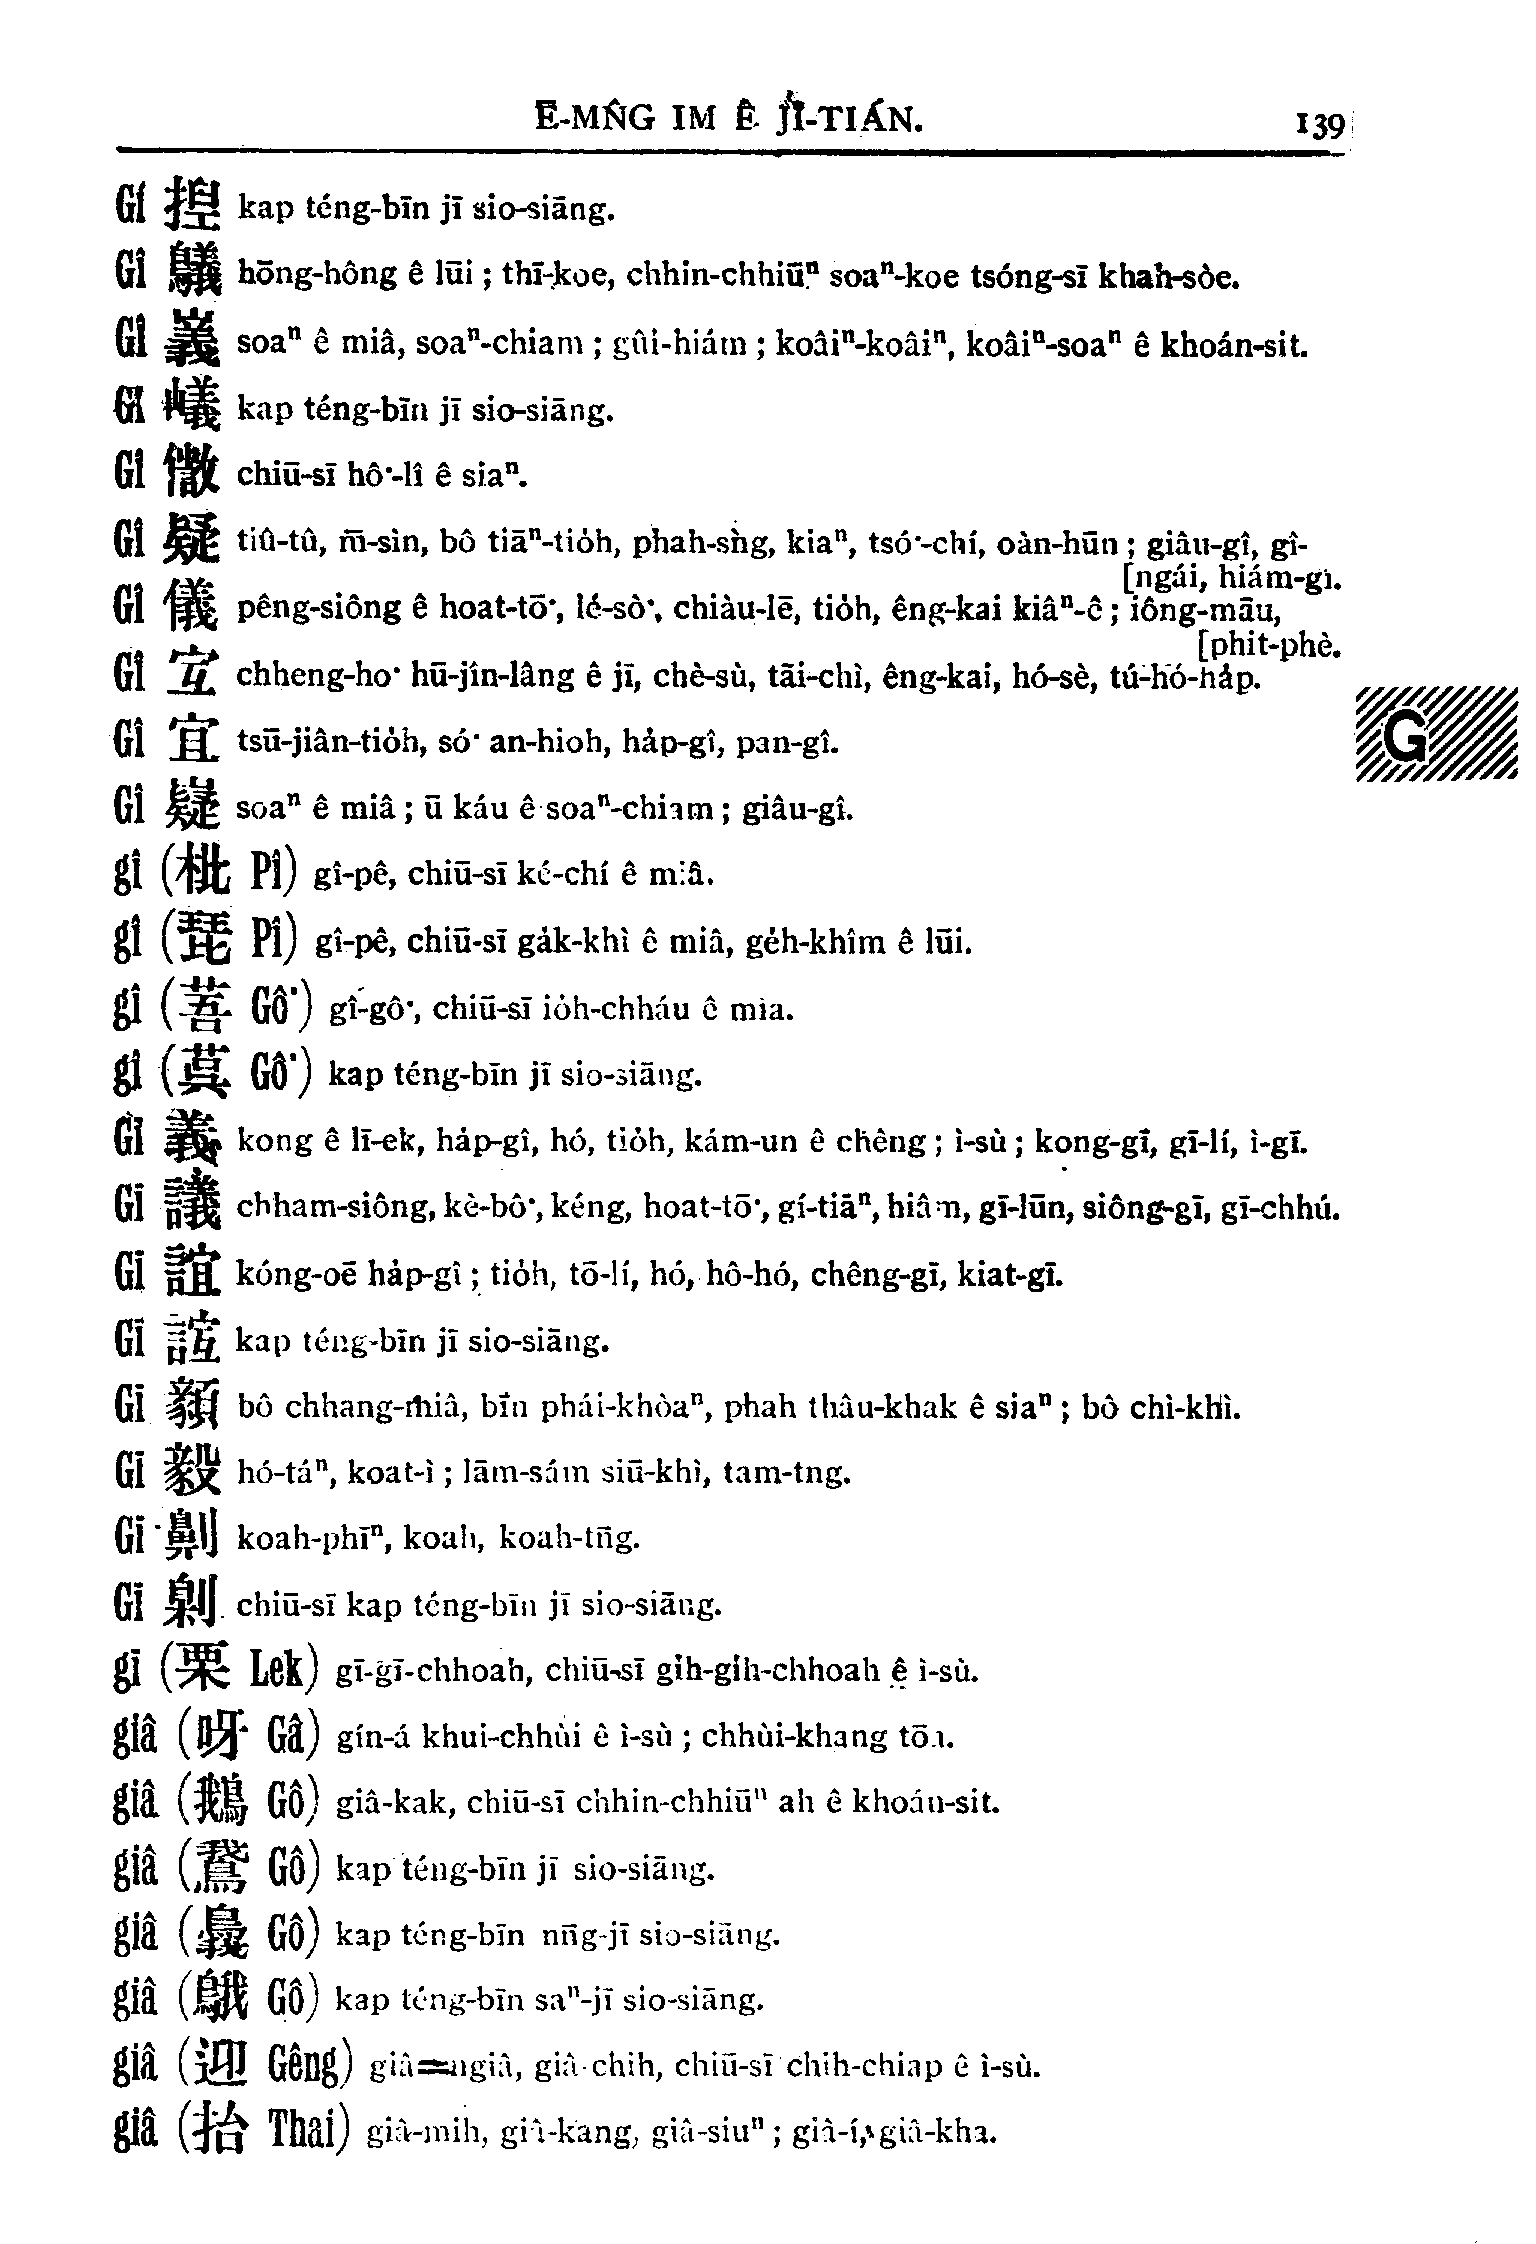 Ē-MN̂G IM Ê JĪ-TIÁN. 139
Gí 揑 kap téng-bīn jī sio-siāng.
Gî 鸃 hōng-hông ê lūi ; thī-koe, chhin-chhiūⁿ soaⁿ-koe tsóng-sī khah-sòe.
Gî 嶬 soaⁿ ê miâ, soaⁿ-chiam ; gûi-hiám ; koâiⁿ-koâiⁿ, koâiⁿ-soaⁿ ê khoán-sit.
Gî 㠖 kap téng-bīn jī sio-siāng.
Gî chiū-sī hô͘-lî ê siaⁿ.
Gî 疑 tiû-tû, m̄-sìn, bô tiāⁿ-tio̍h, phah-sǹg, kiaⁿ, tsó͘-chí, oàn-hūn ; giâu-gî, gî-
[ngái, hiám-gî.
Gî 儀 pêng-siông ê hoat-tō͘, lé-sò͘, chiàu-lē, tio̍h, êng-kai kiâⁿ-ê ; iông-māu,
[phit-phè.
Gî 宐 chheng-ho͘ hū-jîn-lâng ê jī, chè-sù, tāi-chì, êng-kai, hó-sè, tú-hó-ha̍p.
Gî 宜 tsū-jiân-tio̍h, só͘ an-hioh, ha̍p-gî, pan-gî.
Gî 嶷 soaⁿ ê miâ ; ū káu ê soaⁿ-chiam ; giâu-gî.
gî (枇 Pî) gî-pê, chiū-sī ké-chí ê miâ.
gî (琵 Pî) gî-pê, chiū-sī ga̍k-khì ê miâ, ge̍h-khîm ê lūi.
gî (菩 Gô͘) gî-gô͘, chiū-sī io̍h-chháu ê mia.
gî (茣 Gô͘) kap téng-bīn jī sio-siāng.
Gī 義 kong ê lī-ek, ha̍p-gî, hó, tio̍h, kám-un ê chêng ; ì-sù ; kong-gī, gī-lí, ì-gī.
Gī 議 chham-siông, kè-bô͘, kéng, hoat-tō͘, gí-tiāⁿ, hiâm, gī-lūn, siông-gī, gī-chhú.
Gī 誼 kóng-oē ha̍p-gî ; tio̍h, tō-lí, hó, hô-hó, chêng-gī, kiat-gī.
Gī kap téng-bīn jī sio-siāng.
Gī 顡 bô chhang-miâ, bīn phái-khòaⁿ, phah thâu-khak ê siaⁿ ; bô chì-khì.
Gī 毅 hó-táⁿ, koat-ì ; lām-sám siū-khì, tam-tng.
Gī 劓 koah-phīⁿ, koah, koah-tn̄g.
Gī 臬刂 chiū-sī kap téng-bīn jī sio-siāng.
gī (栗 Lek) gī-gī-chhoah, chiū-sī gi̍h-gi̍h-chhoah ê ì-sù.
giâ (呀 Gâ) gín-á khui-chhùi ê ì-sù ; chhùi-khang tōa.
giâ (鵝 Gô) giâ-kak, chiū-sī chhin-chhiūⁿ ah ê khoán-sit.
giâ (鵞 Gô) kap téng-bīn jī sio-siāng.
giâ (䳘 Gô) kap téng-bīn nn̄g-jī sio-siāng.
giâ (䳗 Gô) kap téng-bīn saⁿ-jī sio-siāng.
giâ (迎 Gêng) giâ=ngiâ, giâ-chih, chiū-sī chih-chiap ê ì-sù.
giâ (抬 Thai) giâ-mih, giâ-kang, giâ-siuⁿ ; giâ-í, giâ-kha.
G